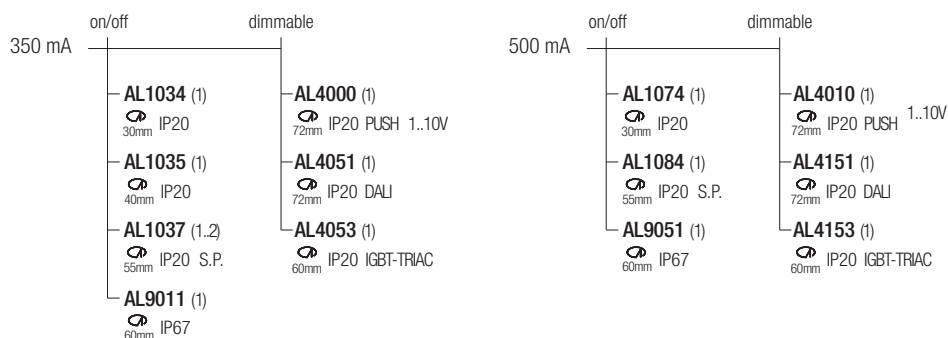 on/off
dimmable
350 mA
AL1034 (1)
30mm IP20
AL1035 (1)
40mm IP20
AL1037 (1..2)
55mm IP20 S.P.
AL9011 (1)
60mm IP67
AL4000 (1)
72mm IP20 PUSH 1..10V
AL4051 (1)
72mm IP20 DALI
AL4053 (1)
60mm IP20 IGBT-TRIAC
on/off
dimmable
500 mA
AL1074 (1)
30mm IP20
AL1084 (1)
55mm IP20 S.P.
AL9051 (1)
60mm IP67
AL4010 (1)
72mm IP20 PUSH 1..10V
AL4151 (1)
72mm IP20 DALI
AL4153 (1)
60mm IP20 IGBT-TRIAC